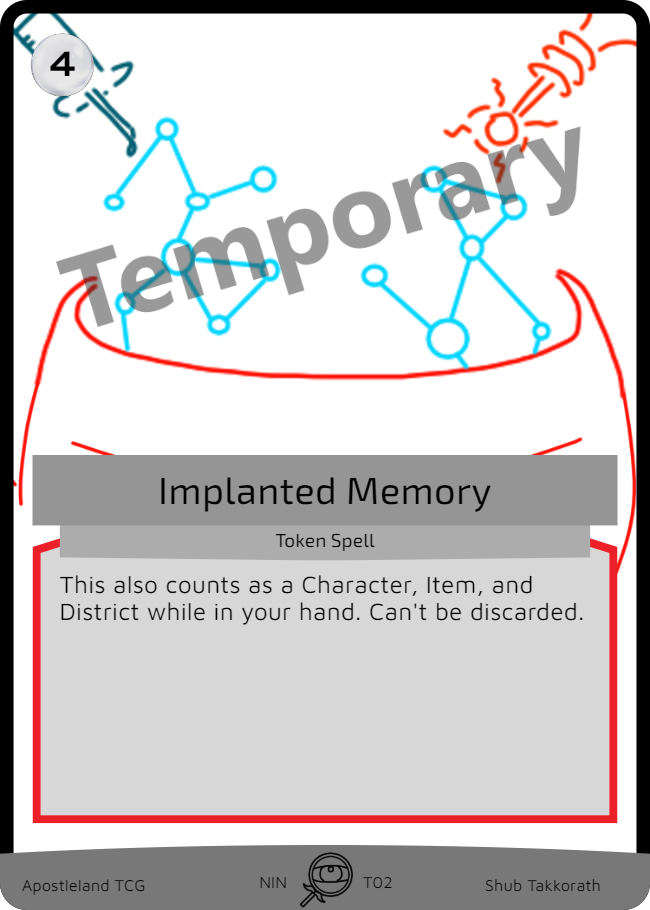 4
Temporary
Implanted Memory
Token Spell
This also counts as a Character, Item, and
District while in your hand. Can't be discarded.
Apostleland TCG
NIN
T02
Shub Takkorath